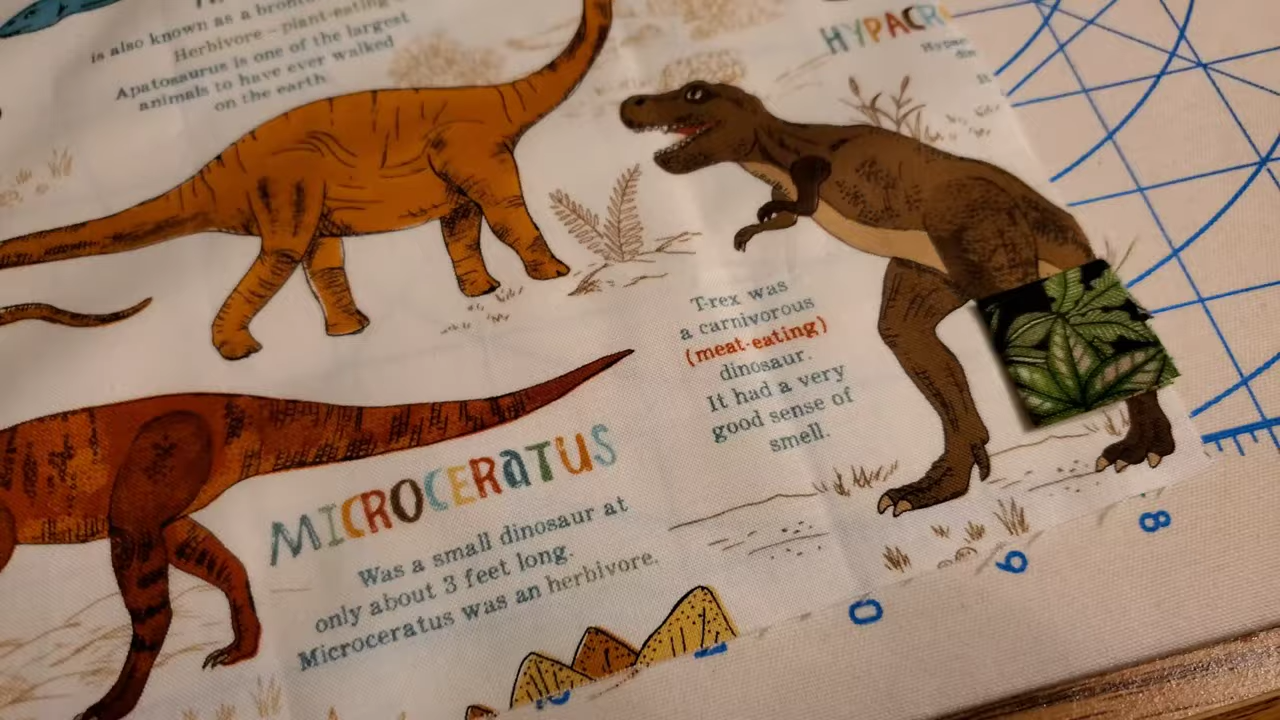 is also known as a
Herbivore - plant-eating
Apatosaurus is one of the largest
animals to have ever walked
on the earth
HYPACR
It
T-rex was
a carnivorous
(meat-eating)
dinosaur.
It had a very
good sense of
smell.
MICROCERATUS
Was a small dinosaur at
only about 3 feet long.
Microceratus was an herbivore.
8
9
0
1